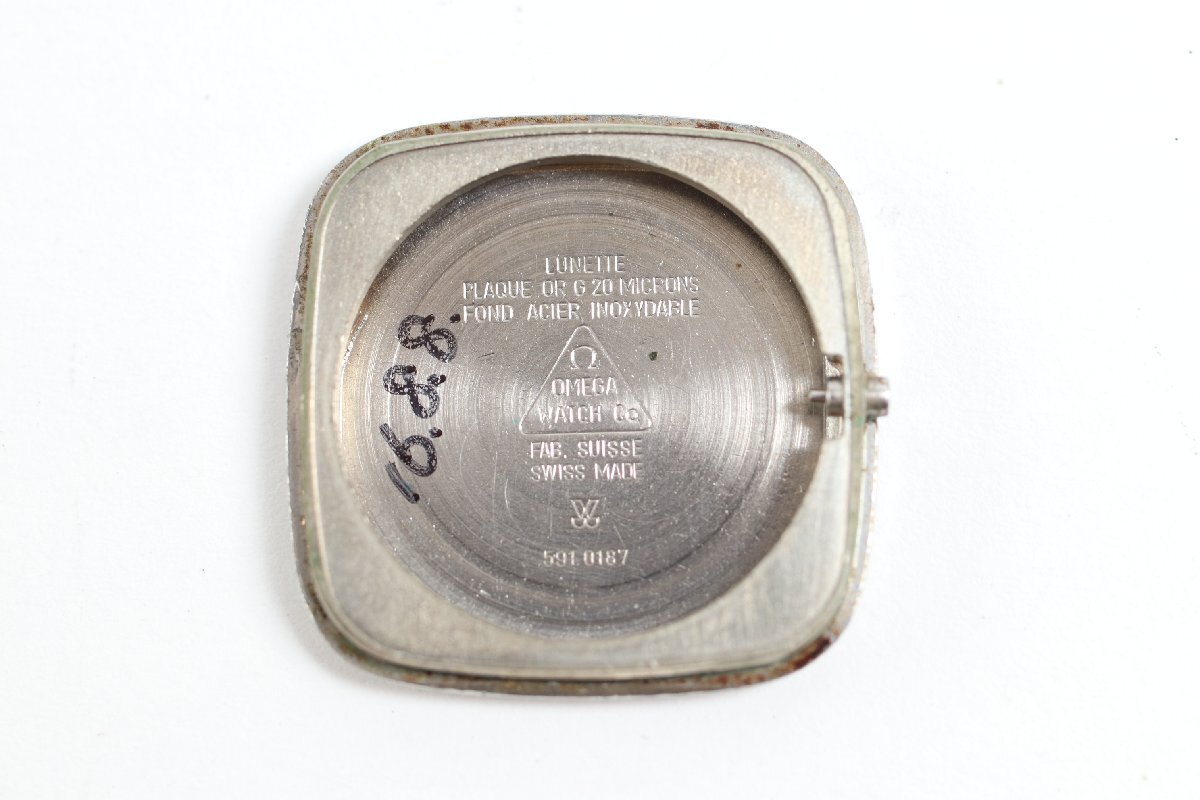 LUNETTE
PLAQUE OR G 20 MICRONS
FOND ACIER INOXYDABLE
Ω
OMEGA
WATCH Co
FAB. SUISSE
SWISS MADE
591.0187
16.8.88.